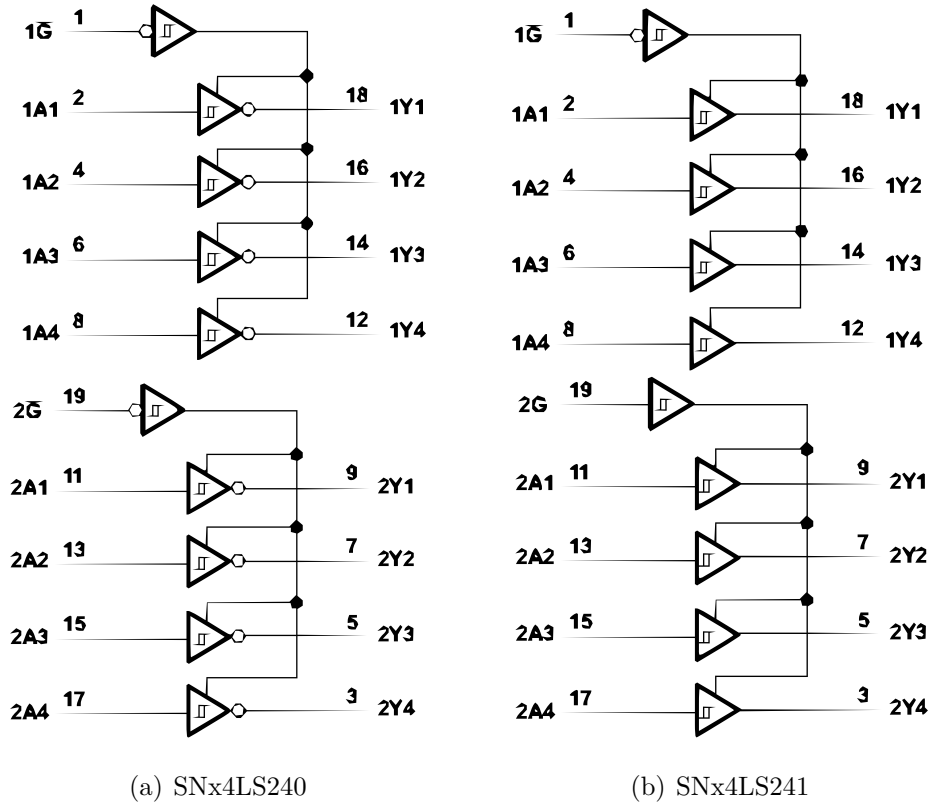 1G̅ 1
1A1 2 18 1Y1
1A2 4 16 1Y2
1A3 6 14 1Y3
1A4 8 12 1Y4
2G̅ 19
2A1 11 9 2Y1
2A2 13 7 2Y2
2A3 15 5 2Y3
2A4 17 3 2Y4
(a) SNx4LS240
1G̅ 1
1A1 2 18 1Y1
1A2 4 16 1Y2
1A3 6 14 1Y3
1A4 8 12 1Y4
2G 19
2A1 11 9 2Y1
2A2 13 7 2Y2
2A3 15 5 2Y3
2A4 17 3 2Y4
(b) SNx4LS241